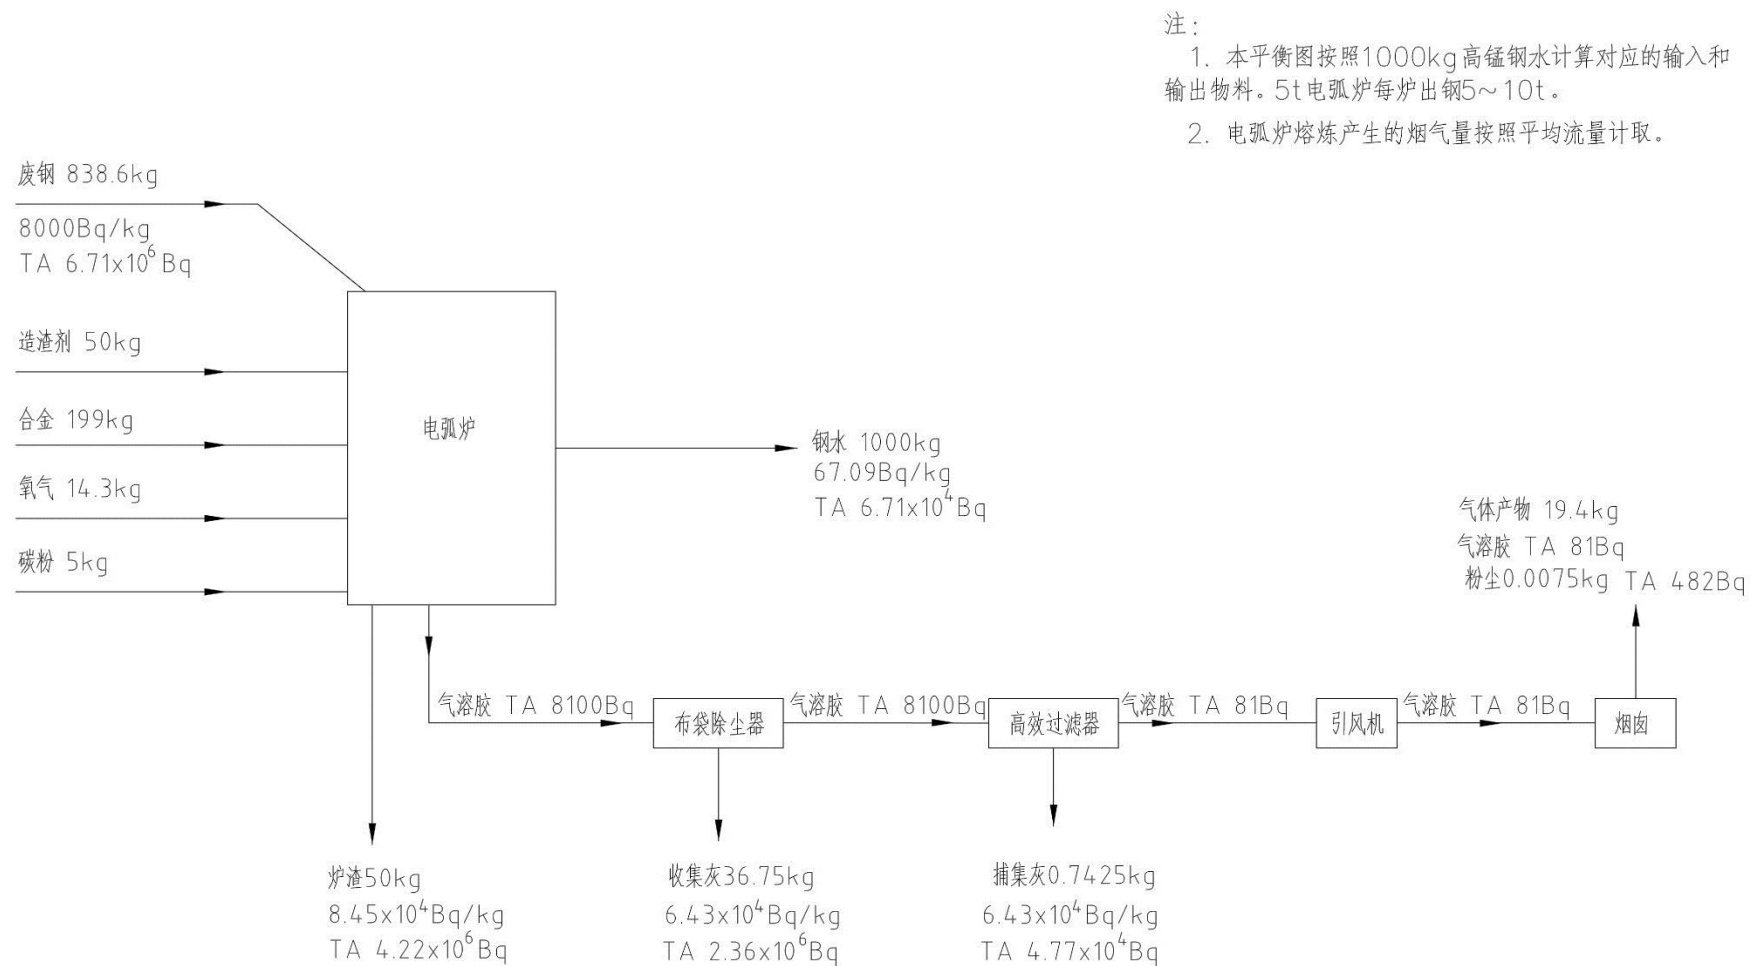 注:
1. 本平衡图按照1000kg高锰钢水计算对应的输入和
输出物料。5t电弧炉每炉出钢5~10t。
2. 电弧炉熔炼产生的烟气量按照平均流量计取。
废钢 838.6kg
8000Bq/kg
TA 6.71x10⁶Bq
造渣剂 50kg
合金 199kg
氧气 14.3kg
碳粉 5kg
电弧炉
钢水 1000kg
67.09Bq/kg
TA 6.71x10⁴Bq
气体产物 19.4kg
气溶胶 TA 81Bq
粉尘0.0075kg TA 482Bq
气溶胶 TA 8100Bq
布袋除尘器
气溶胶 TA 8100Bq
高效过滤器
气溶胶 TA 81Bq
引风机
气溶胶 TA 81Bq
烟囱
炉渣50kg
8.45x10⁴Bq/kg
TA 4.22x10⁶Bq
收集灰36.75kg
6.43x10⁴Bq/kg
TA 2.36x10⁶Bq
捕集灰0.7425kg
6.43x10⁴Bq/kg
TA 4.77x10⁴Bq